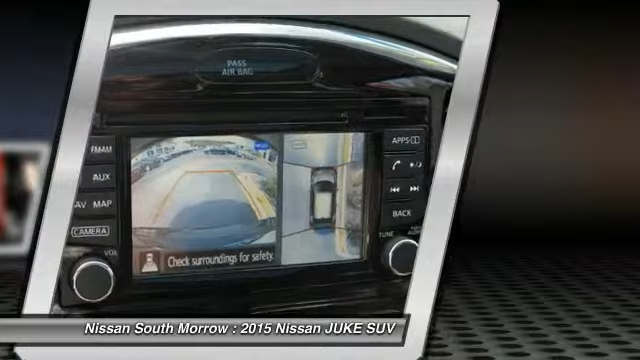 PASS
AIR BAG
FM·AM
APPS
AUX
NAV MAP
BACK
CAMERA
TUNE
VOL
Check surroundings for safety.
Nissan South Morrow : 2015 Nissan JUKE SUV